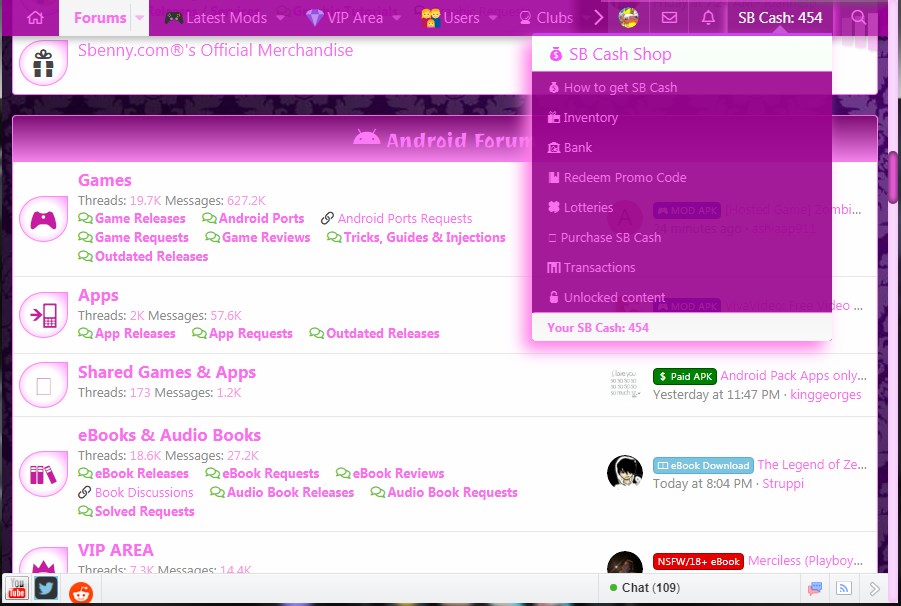 Forums Latest Mods VIP Area Users Clubs SB Cash: 454
Sbenny.com®'s Official Merchandise
SB Cash Shop
How to get SB Cash
Inventory
Bank
Redeem Promo Code
Lotteries
Purchase SB Cash
Transactions
Unlocked content
Your SB Cash: 454
Android Forum
Games
Threads: 19.7K Messages: 627.2K
Game Releases Android Ports Android Ports Requests
Game Requests Game Reviews Tricks, Guides & Injections
Outdated Releases
MOD APK [Hosted Game] Zombi...
Apps
Threads: 2K Messages: 57.6K
App Releases App Requests Outdated Releases
MOD APK
Video ...
Shared Games & Apps
Threads: 173 Messages: 1.2K
$ Paid APK Android Pack Apps only...
Yesterday at 11:47 PM · kinggeorges
eBooks & Audio Books
Threads: 18.6K Messages: 27.2K
eBook Releases eBook Requests eBook Reviews
Book Discussions Audio Book Releases Audio Book Requests
Solved Requests
eBook Download The Legend of Ze...
Today at 8:04 PM · Struppi
VIP AREA
Threads: 7.3K Messages: 14.4K
NSFW/18+ eBook Merciless (Playboy...
You Tube
Chat (109)